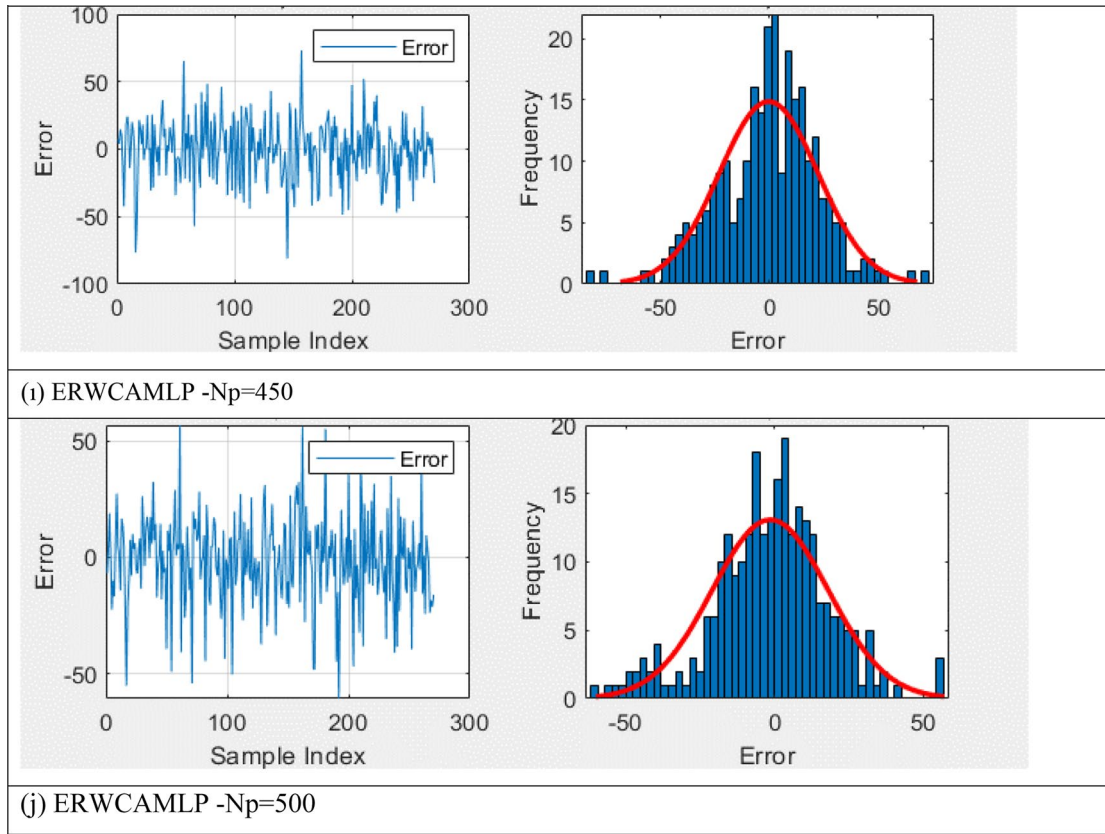 100
50
0
-50
-100
Error
Error
0 100 200 300
Sample Index
20
15
10
5
0
Frequency
-50 0 50
Error
(ı) ERWCAMLP -Np=450
50
0
-50
Error
Error
0 100 200 300
Sample Index
20
15
10
5
0
Frequency
-50 0 50
Error
(j) ERWCAMLP -Np=500